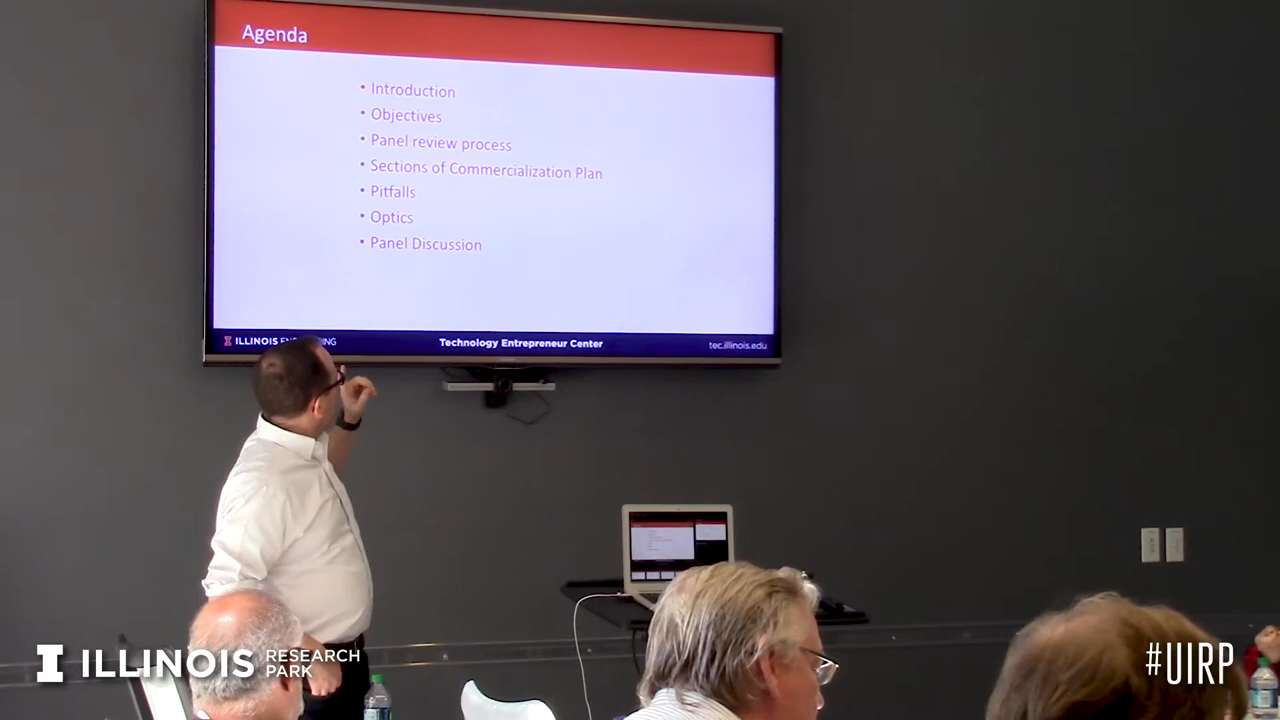 Agenda
• Introduction
• Objectives
• Panel review process
• Sections of Commercialization Plan
• Pitfalls
• Optics
• Panel Discussion
ILLINOIS ENGINEERING
Technology Entrepreneur Center
tec.illinois.edu
ILLINOIS RESEARCH PARK
#UIRP